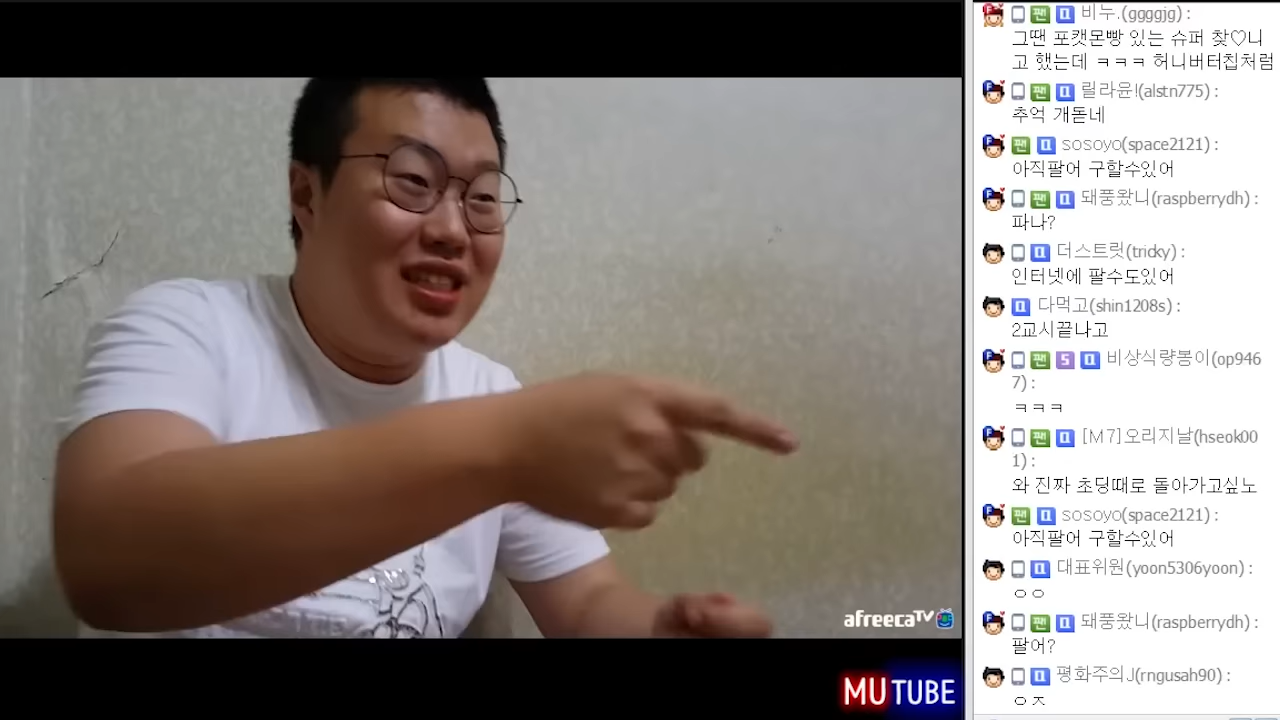 비누.(ggggjg) :
그땐 포캣몬빵 있는 슈퍼 찾♡니
고 했는데 ㅋㅋㅋ 허니버터칩처럼
릴라윤!(alstn775) :
추억 개돋네
sosoyo(space2121) :
아직팔어 구할수있어
돼풍왔니(raspberrydh) :
파나?
더스트릿(tricky) :
인터넷에 팔수도있어
다먹고(shin1208s) :
2교시끝나고
비상식량봄이(op946
7) :
ㅋㅋㅋ
[M7]오리지날(hseok00
1) :
와 진짜 초딩때로 돌아가고싶노
sosoyo(space2121) :
아직팔어 구할수있어
대표위원(yoon5306yoon) :
ㅇㅇ
돼풍왔니(raspberrydh) :
팔어?
평화주의J(rngusah90) :
ㅇㅈ
afreecaTV
MUTUBE